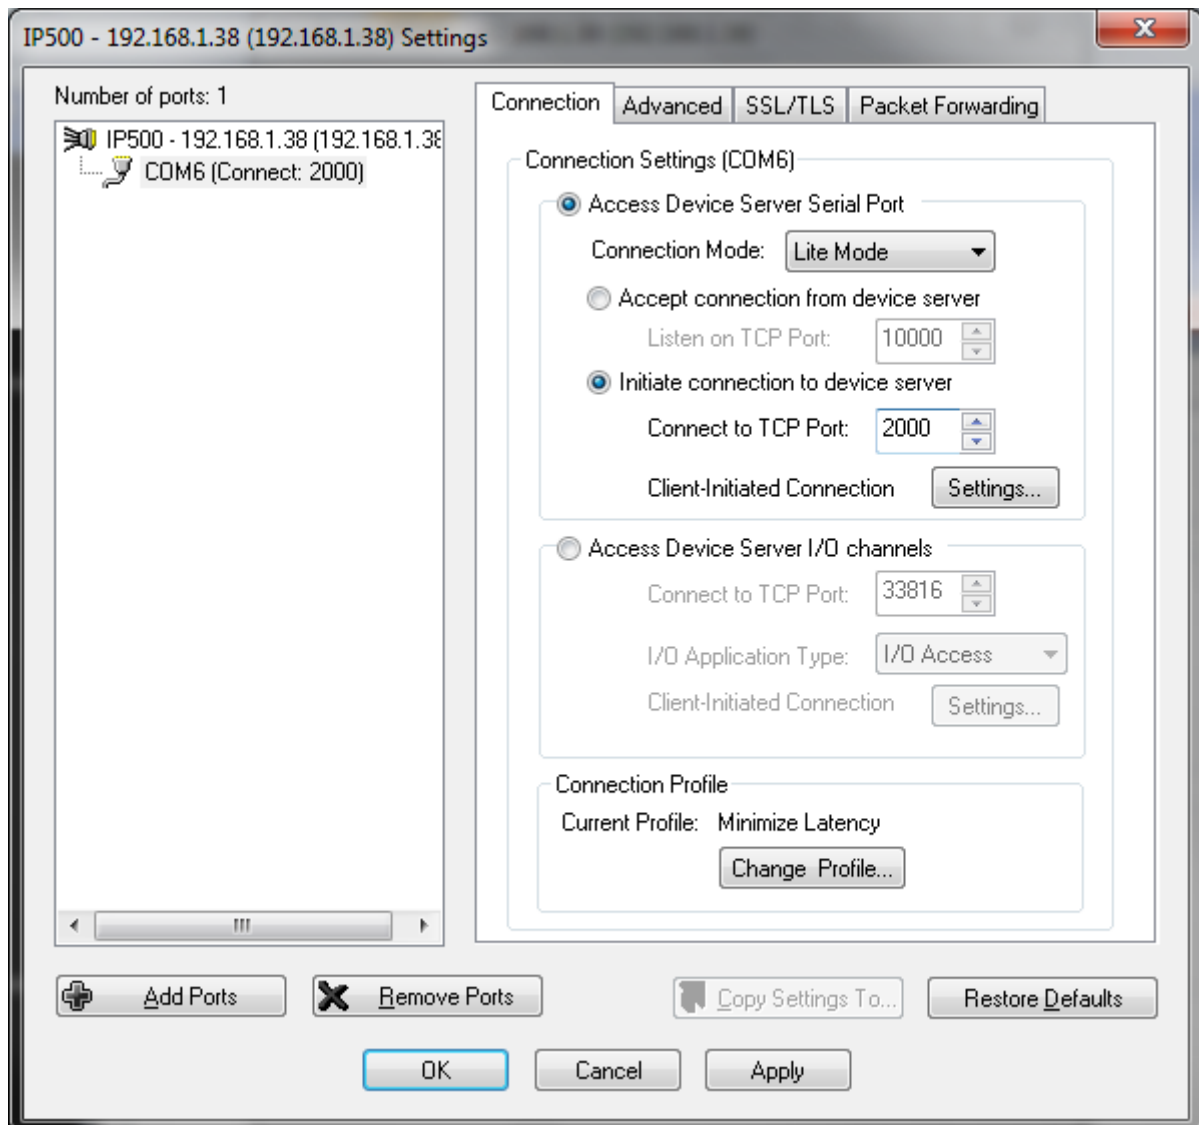 IP500 - 192.168.1.38 (192.168.1.38) Settings
Number of ports: 1
IP500 - 192.168.1.38 (192.168.1.38
COM6 (Connect: 2000)
Connection Advanced SSL/TLS Packet Forwarding
Connection Settings (COM6)
Access Device Server Serial Port
Connection Mode: Lite Mode
Accept connection from device server
Listen on TCP Port: 10000
Initiate connection to device server
Connect to TCP Port: 2000
Client-Initiated Connection Settings...
Access Device Server I/O channels
Connect to TCP Port: 33816
I/O Application Type: I/O Access
Client-Initiated Connection Settings...
Connection Profile
Current Profile: Minimize Latency
Change Profile...
Add Ports Remove Ports Copy Settings To... Restore Defaults
OK Cancel Apply